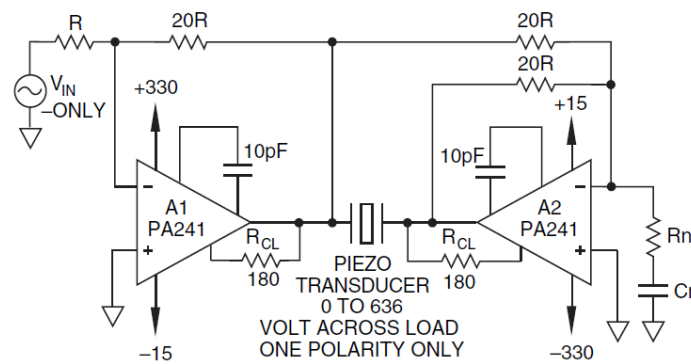 R
20R
20R
20R
V_IN
–ONLY
+330
+15
10pF
10pF
–
A1
PA241
+
–
A2
PA241
+
R_CL
180
R_CL
180
Rn
PIEZO
TRANSDUCER
0 TO 636
VOLT ACROSS LOAD
ONE POLARITY ONLY
–15
–330